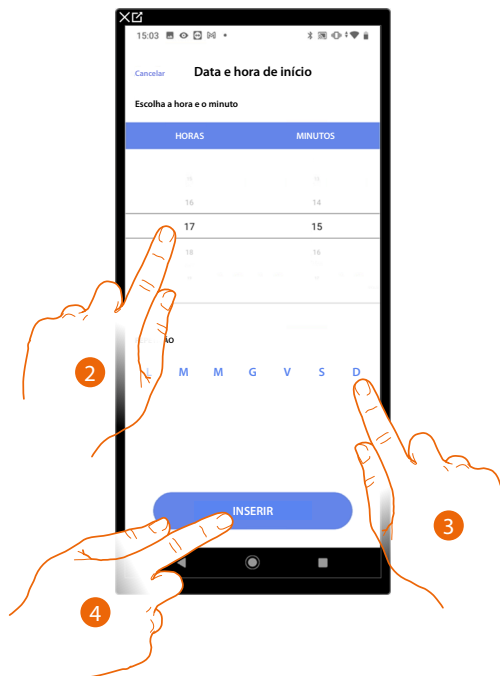 15:03
Cancelar Data e hora de início
Escolha a hora e o minuto
HORAS MINUTOS
16 14
17 15
18 16
L M M G V S D
INSERIR
2
3
4